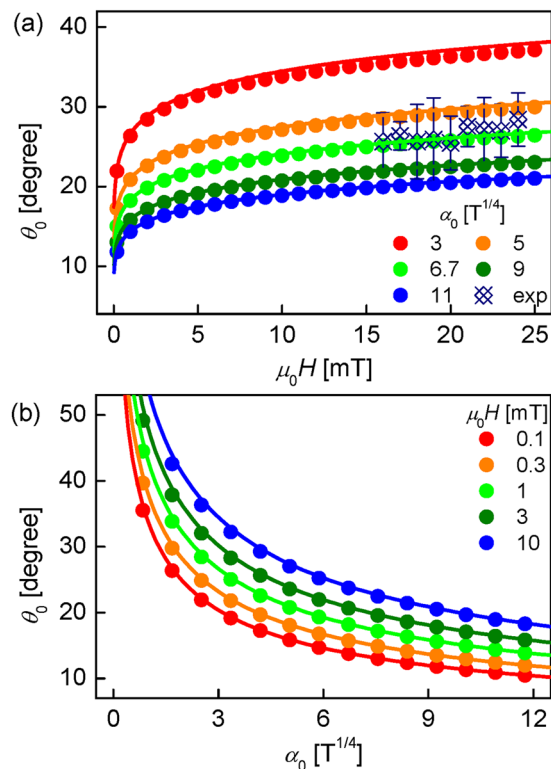 (a)
40
30
20
10
θ₀ [degree]
α₀ [T^1/4]
3 5
6.7 9
11 exp
0 5 10 15 20 25
μ₀H [mT]
(b)
50
40
30
20
10
θ₀ [degree]
μ₀H [mT]
0.1
0.3
1
3
10
0 3 6 9 12
α₀ [T^1/4]